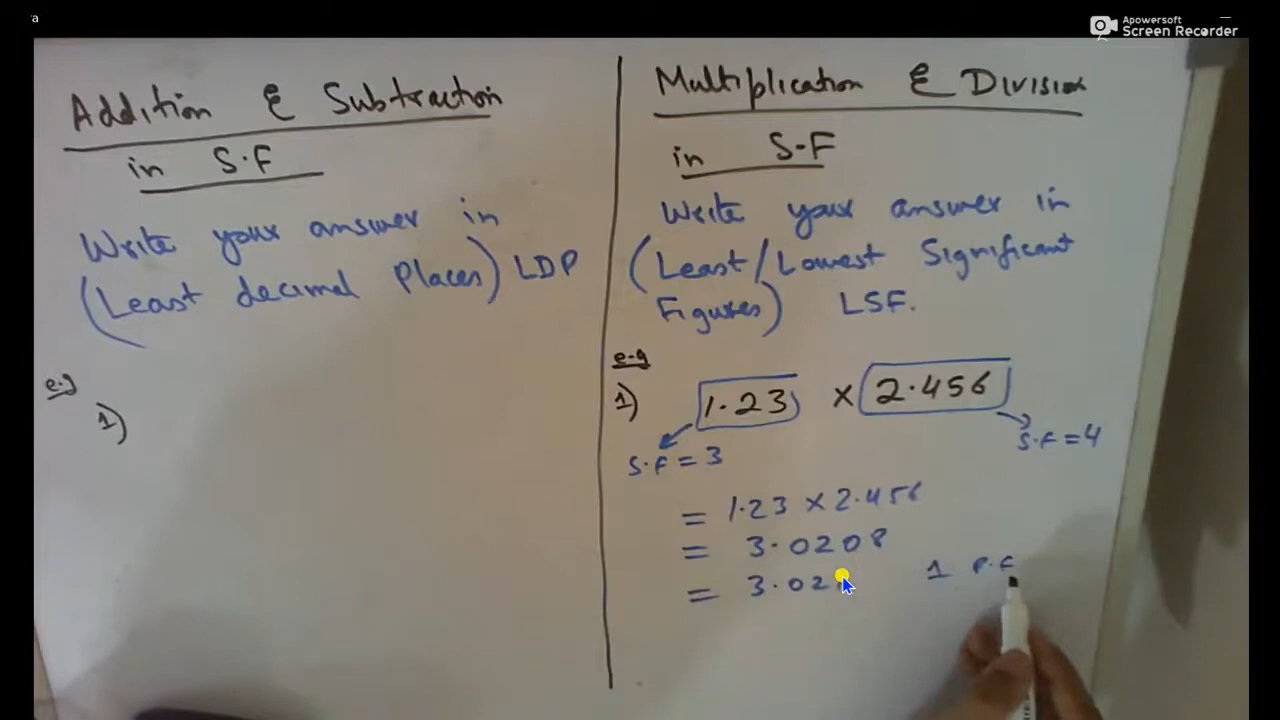 Apowersoft
Screen Recorder
Addition & Subtraction
in S.F
Write your answer in
(Least decimal Places) LDP
e.g
1)
Multiplication & Division
in S-F
Write your answer in
(Least/Lowest Significant
Figures) LSF.
e-g
1) 1.23 × 2.456
S.F = 3
S.F = 4
= 1.23 × 2.456
= 3.0208
= 3.02
1